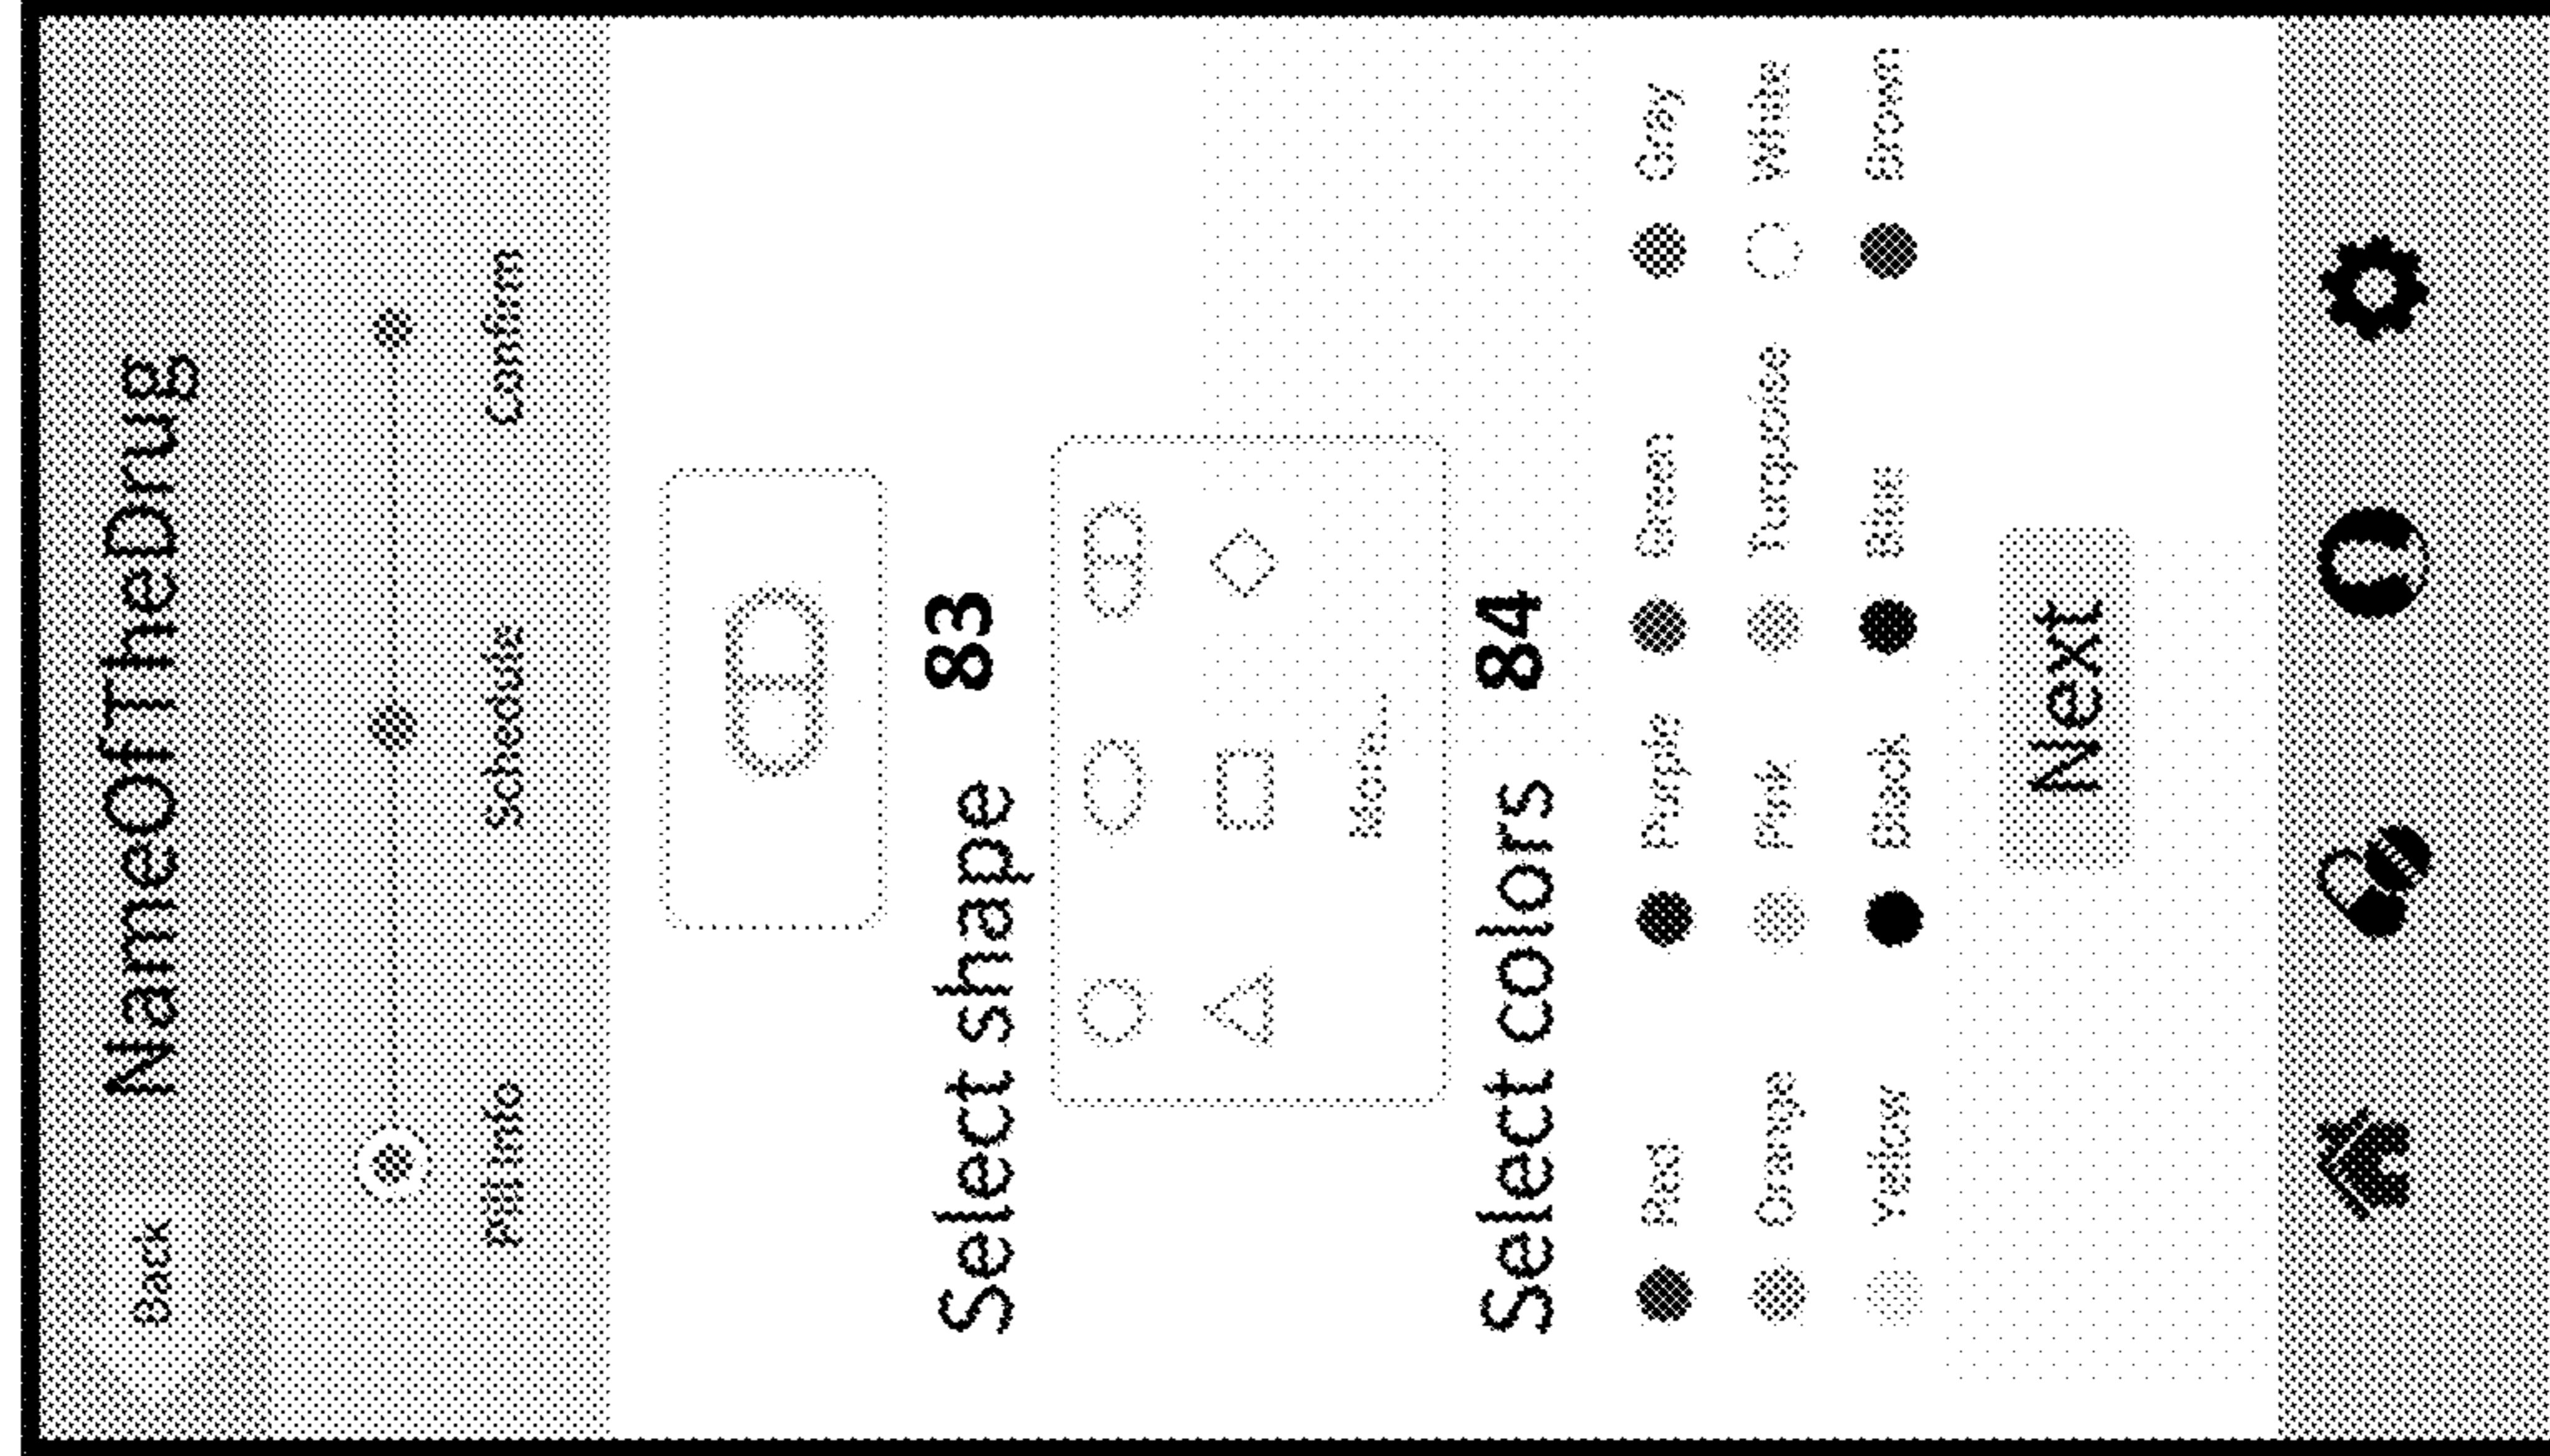 Back NameOfTheDrug
Pill Info Schedule Confirm
Select shape 83
More...
Select colors 84
Red Purple Green Gray
Orange Pink Turquoise White
Yellow Black Blue Brown
Next